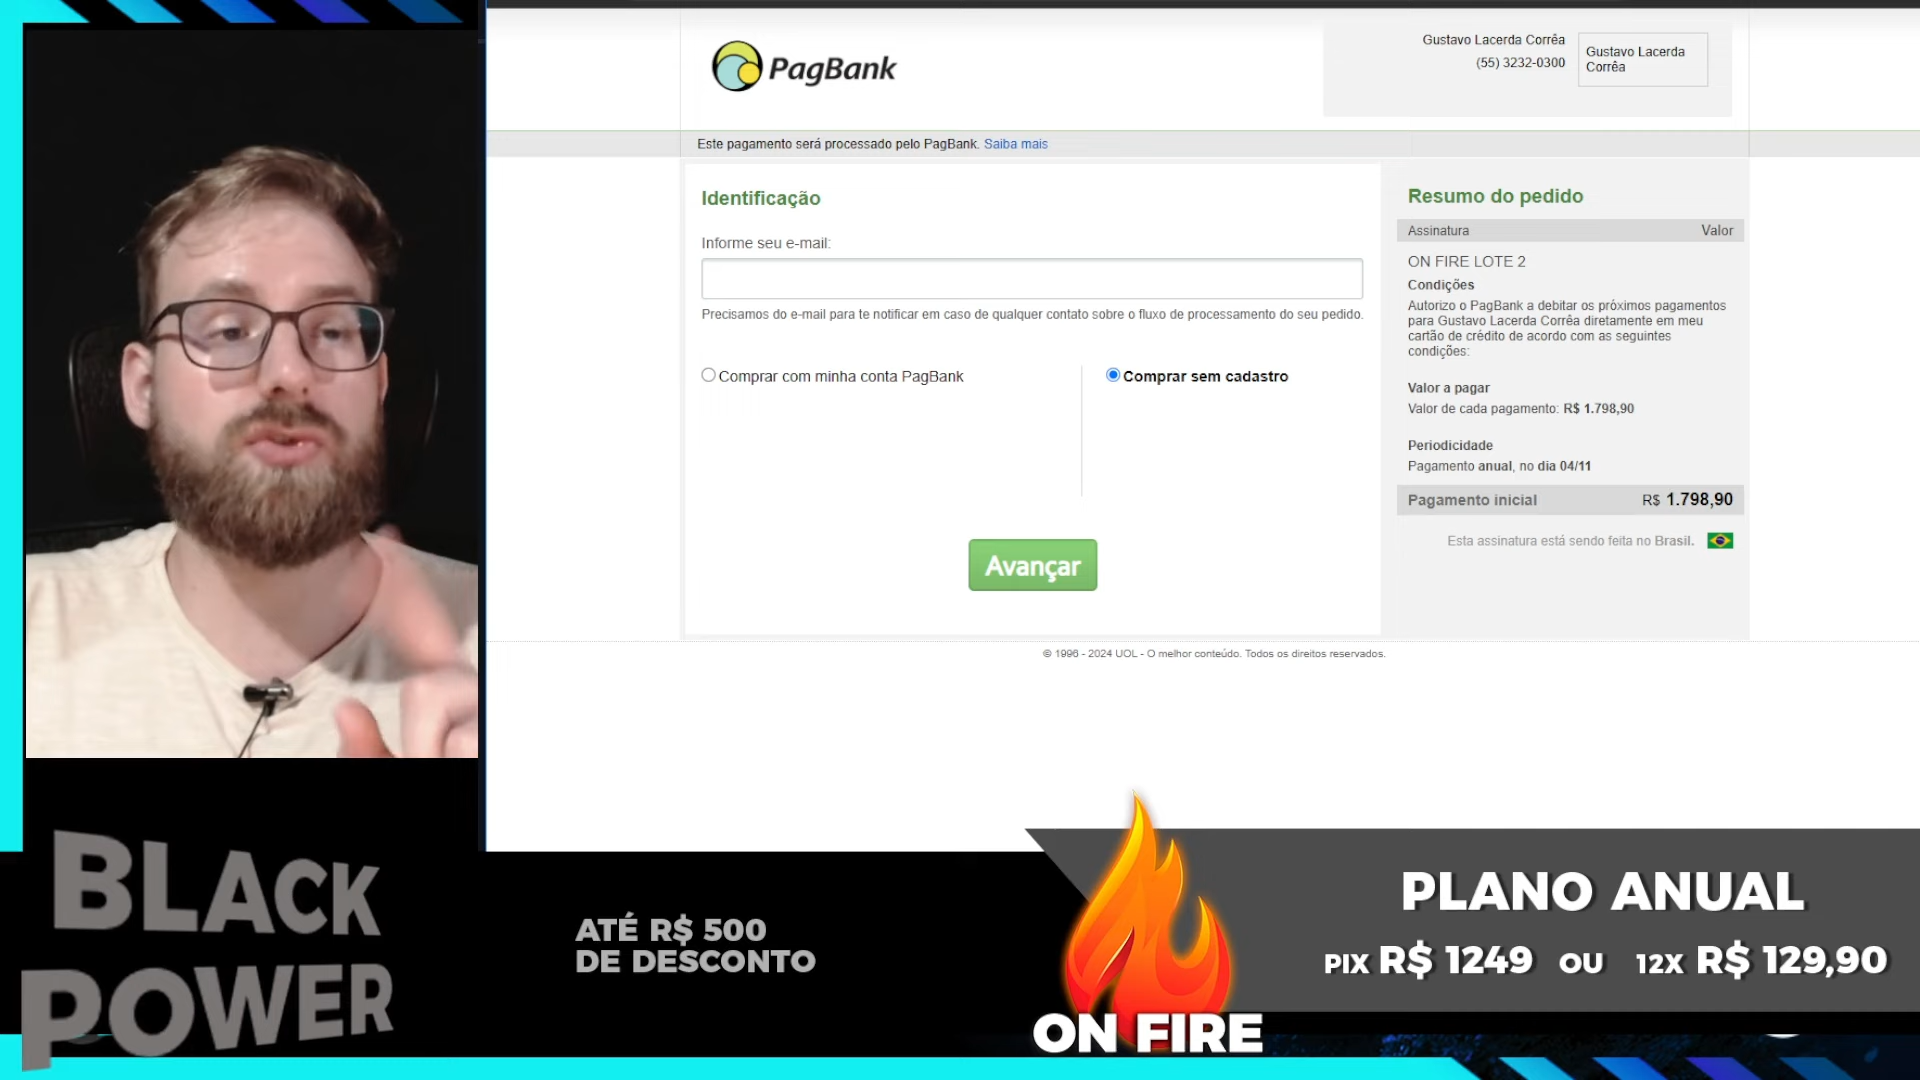 PagBank
Gustavo Lacerda Corrêa
(55) 3232-0300
Gustavo Lacerda
Corrêa
Este pagamento será processado pelo PagBank. Saiba mais
Identificação
Informe seu e-mail:
Precisamos do e-mail para te notificar em caso de qualquer contato sobre o fluxo de processamento do seu pedido.
Comprar com minha conta PagBank
Comprar sem cadastro
Avançar
Resumo do pedido
Assinatura Valor
ON FIRE LOTE 2
Condições
Autorizo o PagBank a debitar os próximos pagamentos
para Gustavo Lacerda Corrêa diretamente em meu
cartão de crédito de acordo com as seguintes
condições:
Valor a pagar
Valor de cada pagamento: R$ 1.798,90
Periodicidade
Pagamento anual, no dia 04/11
Pagamento inicial R$ 1.798,90
Esta assinatura está sendo feita no Brasil.
© 1996 - 2024 UOL - O melhor conteúdo. Todos os direitos reservados.
BLACK
POWER
ATÉ R$ 500
DE DESCONTO
ON FIRE
PLANO ANUAL
PIX R$ 1249 OU 12X R$ 129,90